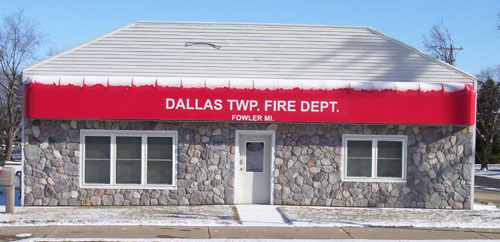 DALLAS TWP. FIRE DEPT.
FOWLER MI.